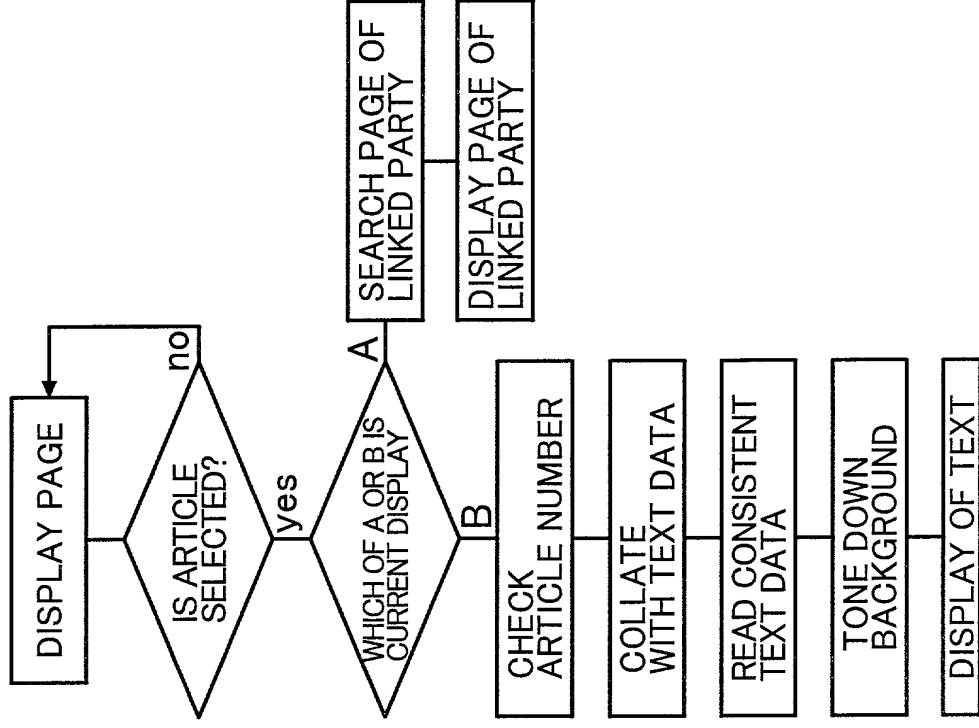 DISPLAY PAGE
no
IS ARTICLE
SELECTED?
yes
WHICH OF A OR B IS
CURRENT DISPLAY
A
SEARCH PAGE OF
LINKED PARTY
DISPLAY PAGE OF
LINKED PARTY
B
CHECK
ARTICLE NUMBER
COLLATE
WITH TEXT DATA
READ CONSISTENT
TEXT DATA
TONE DOWN
BACKGROUND
DISPLAY OF TEXT